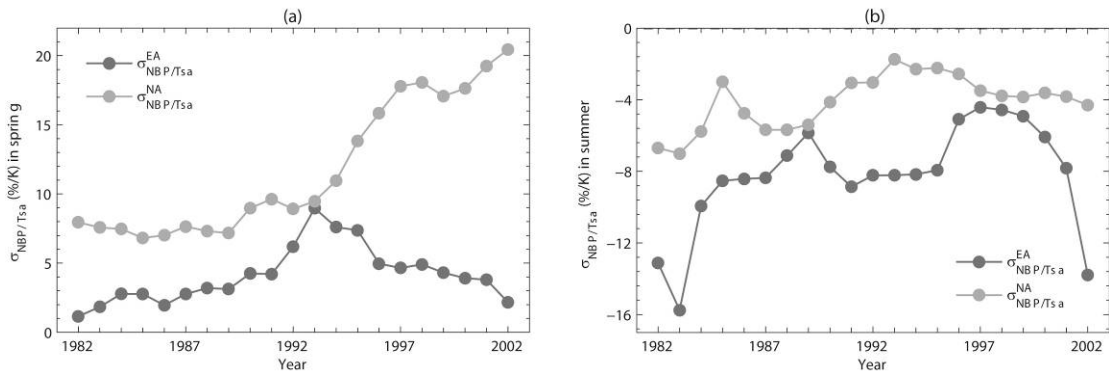 (a)
20
15
10
5
0
σ^EA_NBP/Tsa
σ^NA_NBP/Tsa
σ_NBP/Tsa (%/K) in spring
1982 1987 1992 1997 2002
Year
(b)
0
−4
−8
−12
−16
σ_NBP/Tsa (%/K) in summer
σ^EA_NBP/Tsa
σ^NA_NBP/Tsa
1982 1987 1992 1997 2002
Year